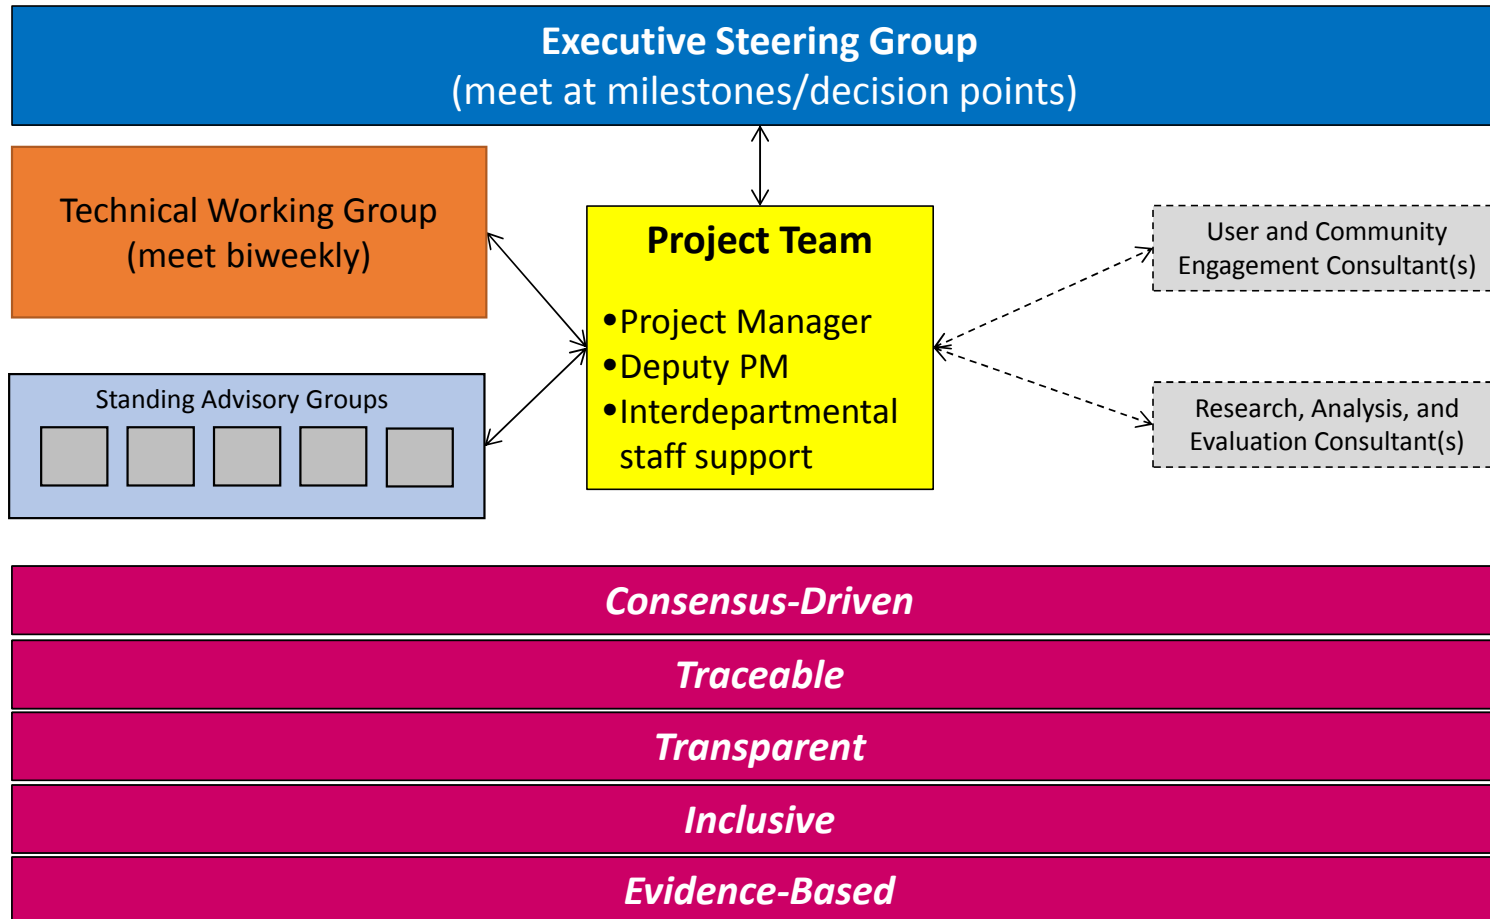 Executive Steering Group
(meet at milestones/decision points)
Technical Working Group
(meet biweekly)
Standing Advisory Groups
Project Team
•Project Manager
•Deputy PM
•Interdepartmental
staff support
User and Community
Engagement Consultant(s)
Research, Analysis, and
Evaluation Consultant(s)
Consensus-Driven
Traceable
Transparent
Inclusive
Evidence-Based